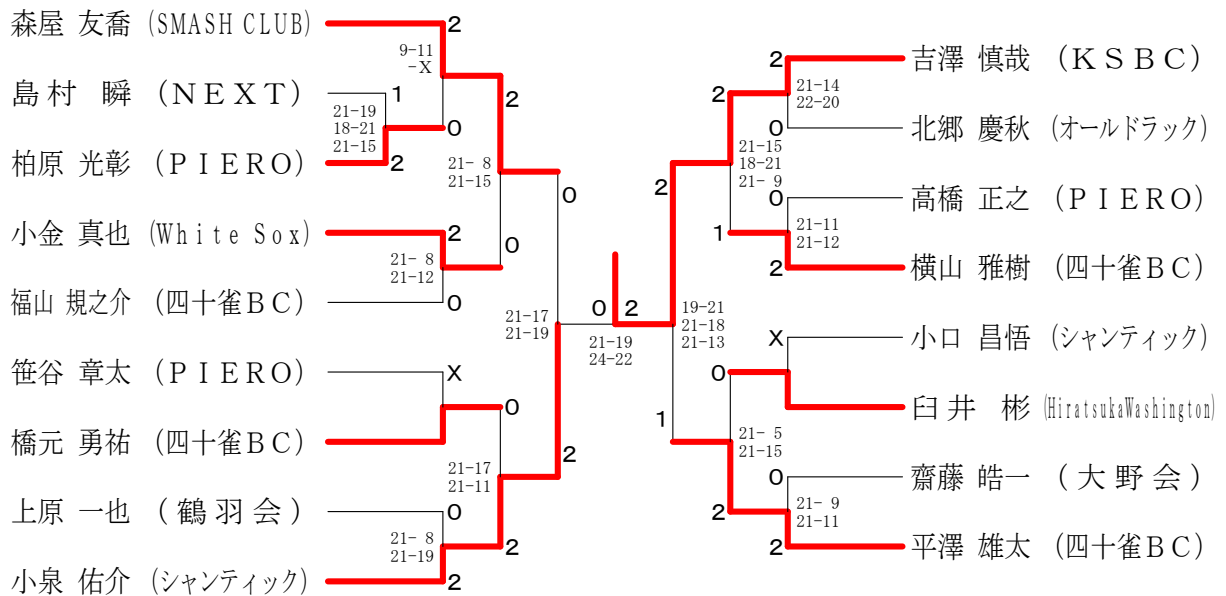 森屋 友喬 (SMASH CLUB)
2
9-11
-X
島村 瞬 (NEXT)
1
21-19
18-21
21-15
0
柏原 光彰 (PIERO)
2
2
21- 8
21-15
0
小金 真也 (White Sox)
2
21- 8
21-12
0
福山 規之介 (四十雀BC)
0
21-17
21-19
笹谷 章太 (PIERO)
X
0
橋元 勇祐 (四十雀BC)
21-17
21-11
2
上原 一也 (鶴羽会)
0
21- 8
21-19
2
小泉 佑介 (シャンティック)
2
0
2
21-19
24-22
2
吉澤 慎哉 (KSBC)
21-14
22-20
2
0
北郷 慶秋 (オールドラック)
21-15
18-21
21- 9
2
0
高橋 正之 (PIERO)
21-11
21-12
1
2
横山 雅樹 (四十雀BC)
19-21
21-18
21-13
X
小口 昌悟 (シャンティック)
0
臼井 彬 (HiratsukaWashington)
1
21- 5
21-15
0
齋藤 皓一 (大野会)
21- 9
21-11
2
2
平澤 雄太 (四十雀BC)